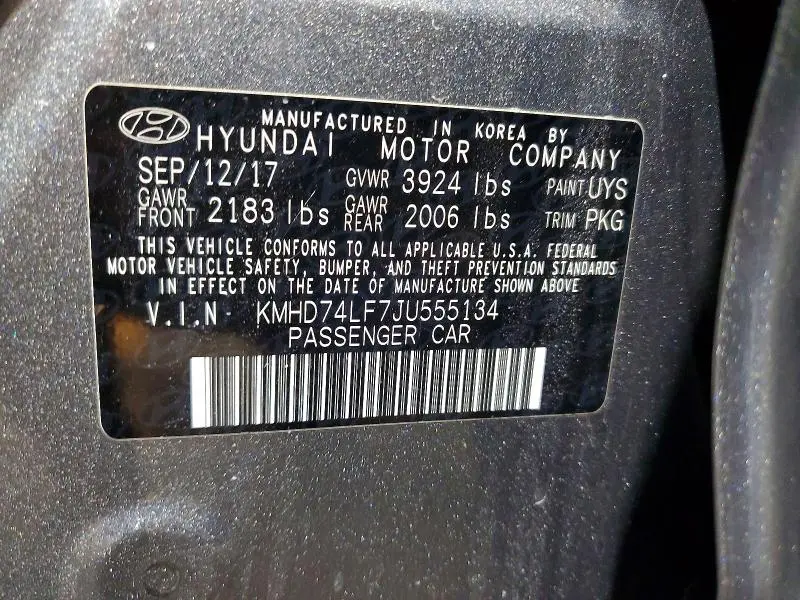 MANUFACTURED IN KOREA BY
HYUNDAI MOTOR COMPANY
SEP/12/17 GVWR 3924 lbs PAINT UYS
GAWR FRONT 2183 lbs GAWR REAR 2006 lbs TRIM PKG
THIS VEHICLE CONFORMS TO ALL APPLICABLE U.S.A. FEDERAL
MOTOR VEHICLE SAFETY, BUMPER, AND THEFT PREVENTION STANDARDS
IN EFFECT ON THE DATE OF MANUFACTURE SHOWN ABOVE
V.I.N KMHD74LF7JU555134
PASSENGER CAR